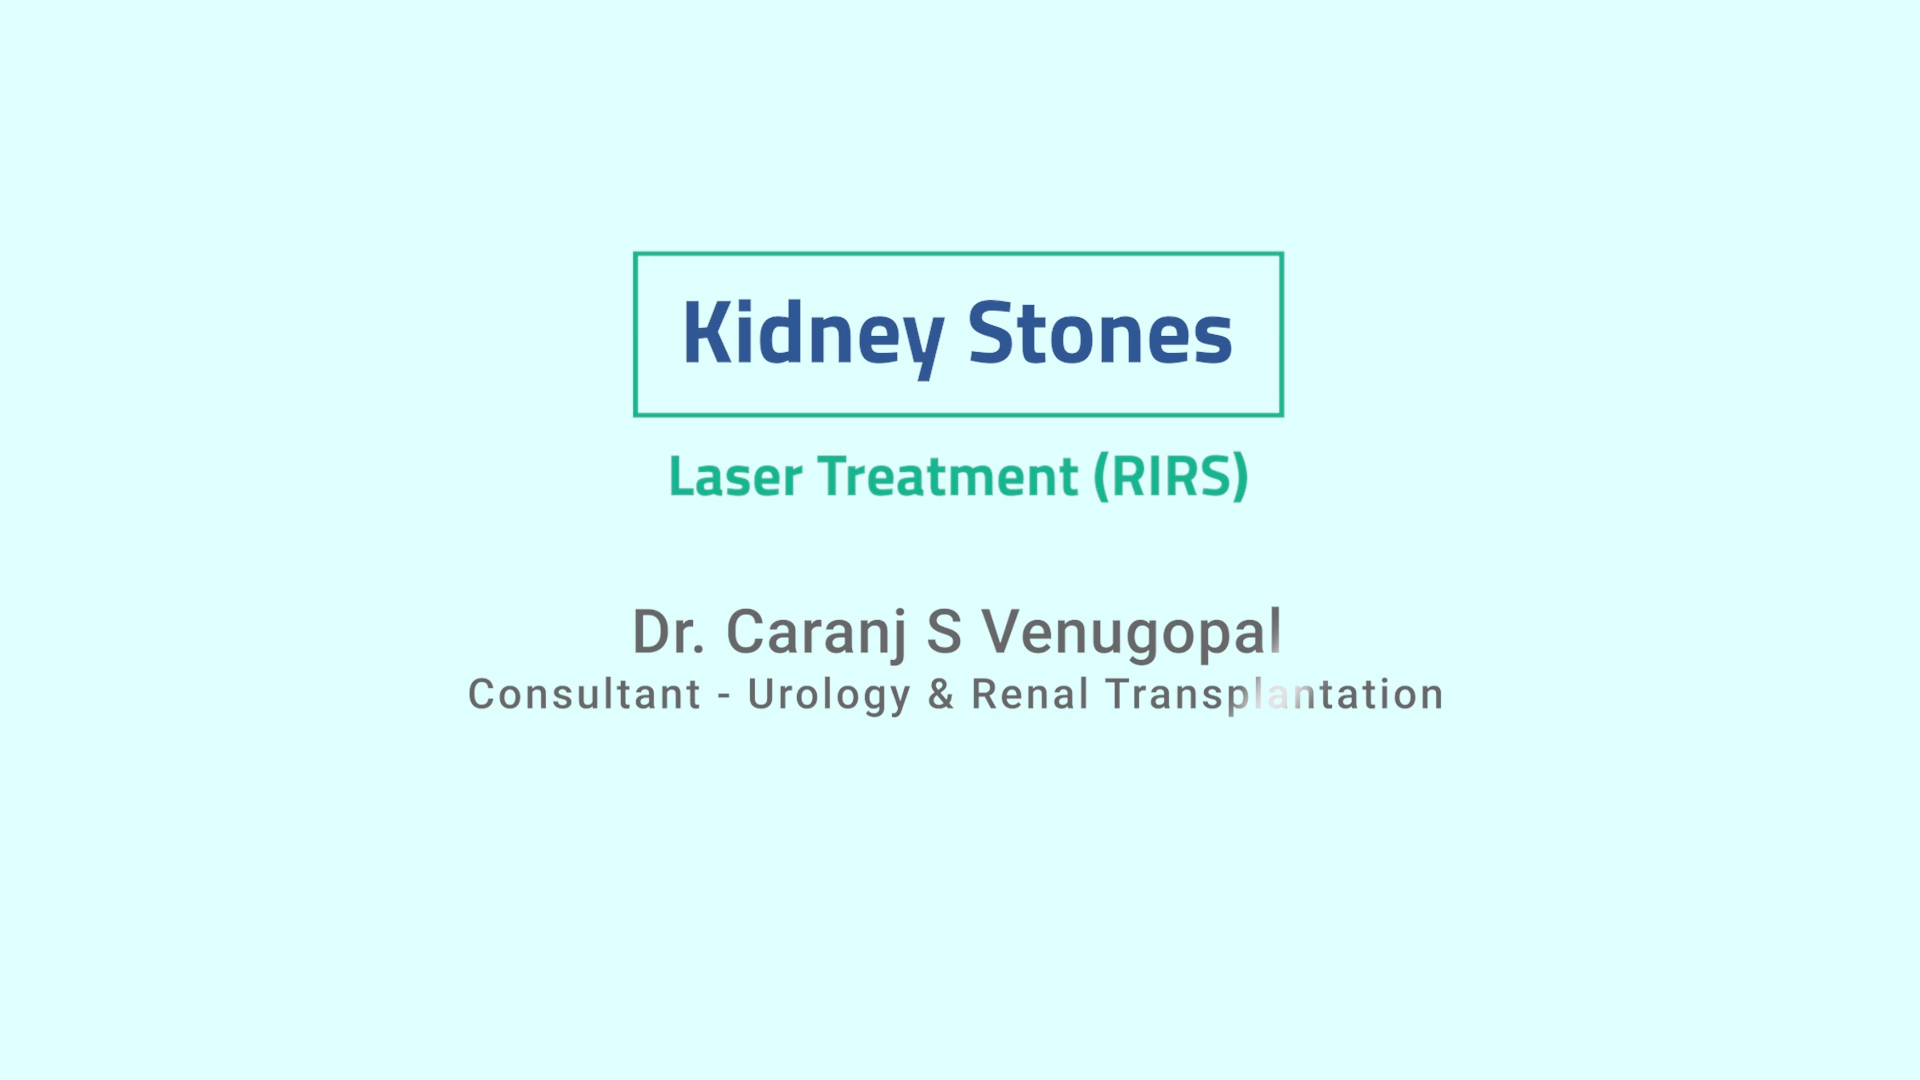 Kidney Stones
Laser Treatment (RIRS)
Dr. Caranj S Venugopal
Consultant - Urology & Renal Transplantation